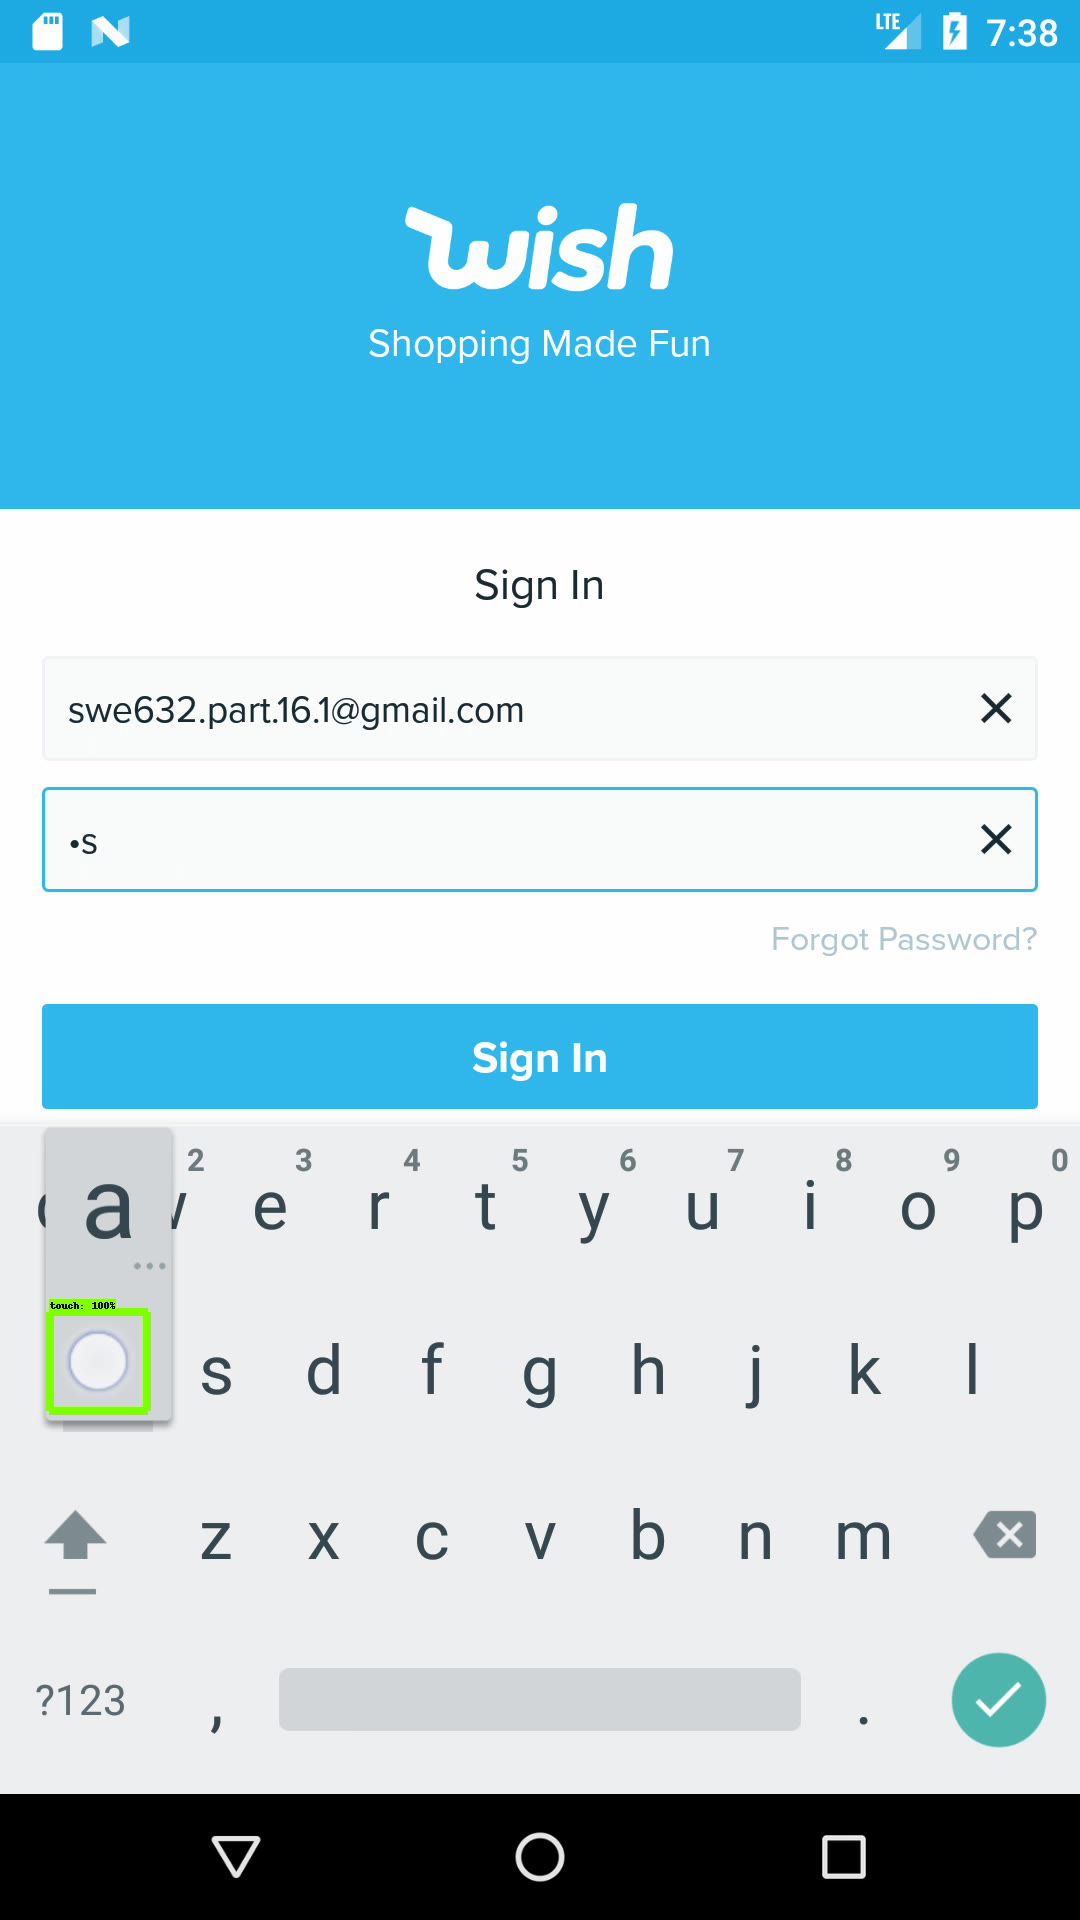 LTE 7:38
wish
Shopping Made Fun
Sign In
swe632.part.16.1@gmail.com
•s
Forgot Password?
Sign In
2 3 4 5 6 7 8 9 0
a e r t y u i o p
touch: 100%
s d f g h j k l
z x c v b n m
?123 , .